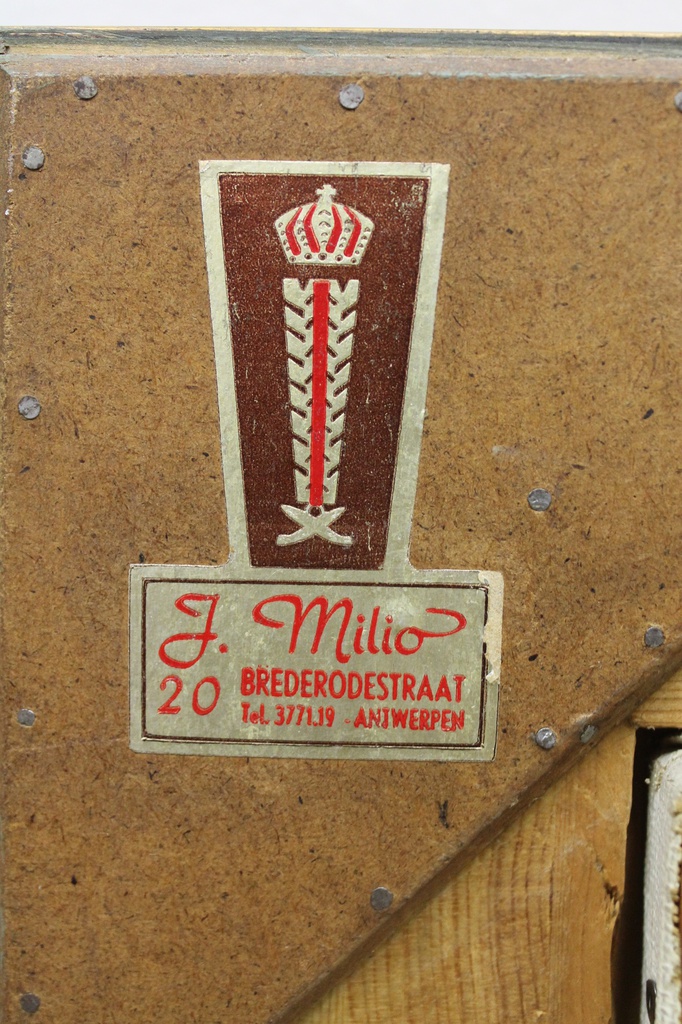 J. Milio
20 BREDERODESTRAAT
Tel. 3771.19 - ANTWERPEN